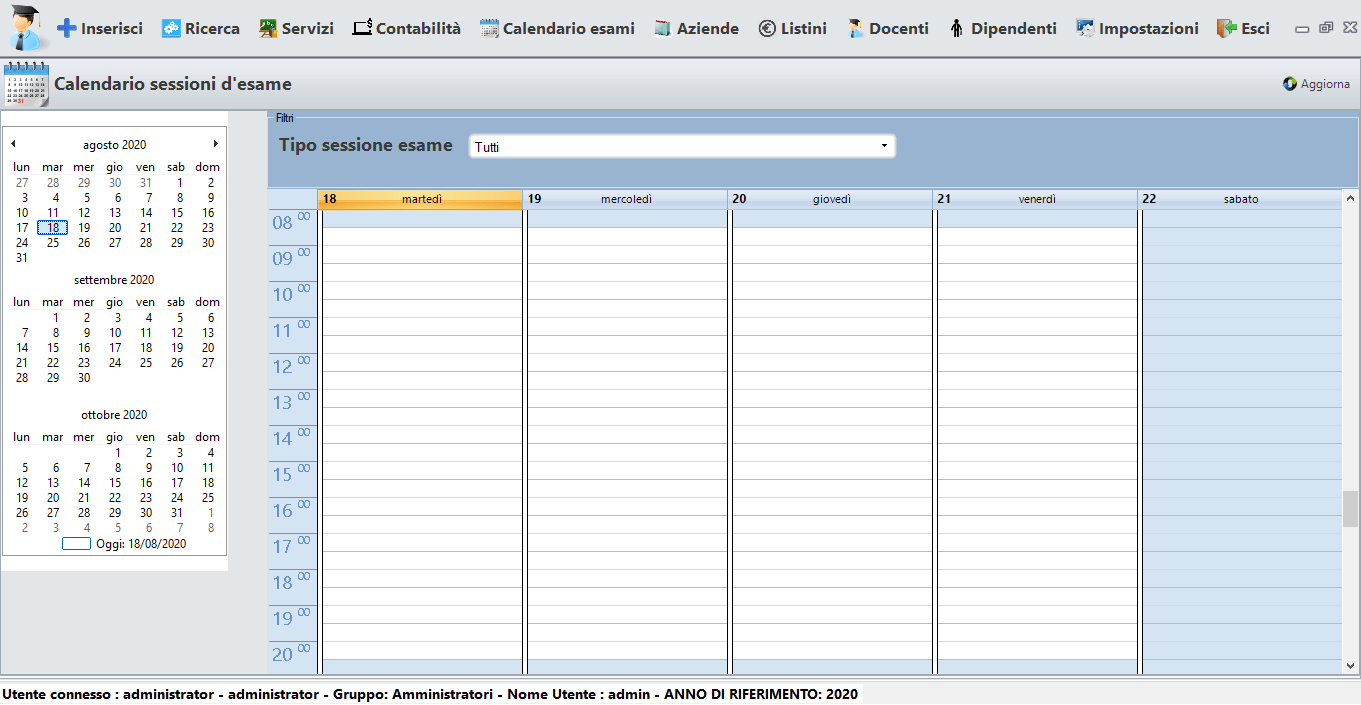 Inserisci Ricerca Servizi Contabilità Calendario esami Aziende Listini Docenti Dipendenti Impostazioni Esci
Calendario sessioni d'esame Aggiorna
agosto 2020
lun mar mer gio ven sab dom
27 28 29 30 31 1 2
3 4 5 6 7 8 9
10 11 12 13 14 15 16
17 18 19 20 21 22 23
24 25 26 27 28 29 30
31
settembre 2020
lun mar mer gio ven sab dom
1 2 3 4 5 6
7 8 9 10 11 12 13
14 15 16 17 18 19 20
21 22 23 24 25 26 27
28 29 30
ottobre 2020
lun mar mer gio ven sab dom
1 2 3 4
5 6 7 8 9 10 11
12 13 14 15 16 17 18
19 20 21 22 23 24 25
26 27 28 29 30 31 1
2 3 4 5 6 7 8
Oggi: 18/08/2020
Filtri
Tipo sessione esame Tutti
18 martedì 19 mercoledì 20 giovedì 21 venerdì 22 sabato
08 00
09 00
10 00
11 00
12 00
13 00
14 00
15 00
16 00
17 00
18 00
19 00
20 00
Utente connesso : administrator - administrator - Gruppo: Amministratori - Nome Utente : admin - ANNO DI RIFERIMENTO: 2020